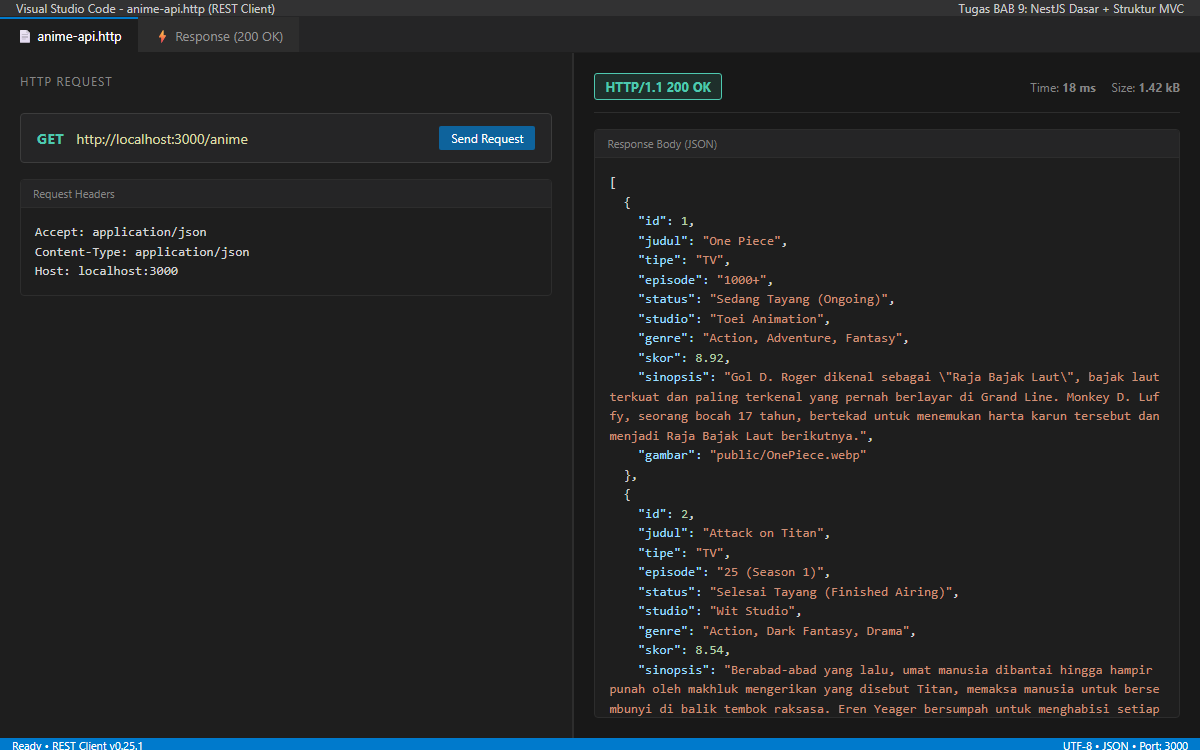 Visual Studio Code - anime-api.http (REST Client)
Tugas BAB 9: NestJS Dasar + Struktur MVC
anime-api.http
Response (200 OK)
HTTP REQUEST
GET http://localhost:3000/anime
Send Request
Request Headers
Accept: application/json
Content-Type: application/json
Host: localhost:3000
HTTP/1.1 200 OK
Time: 18 ms Size: 1.42 kB
Response Body (JSON)
[
{
"id": 1,
"judul": "One Piece",
"tipe": "TV",
"episode": "1000+",
"status": "Sedang Tayang (Ongoing)",
"studio": "Toei Animation",
"genre": "Action, Adventure, Fantasy",
"skor": 8.92,
"sinopsis": "Gol D. Roger dikenal sebagai \"Raja Bajak Laut\", bajak laut
terkuat dan paling terkenal yang pernah berlayar di Grand Line. Monkey D. Luf
fy, seorang bocah 17 tahun, bertekad untuk menemukan harta karun tersebut dan
menjadi Raja Bajak Laut berikutnya.",
"gambar": "public/OnePiece.webp"
},
{
"id": 2,
"judul": "Attack on Titan",
"tipe": "TV",
"episode": "25 (Season 1)",
"status": "Selesai Tayang (Finished Airing)",
"studio": "Wit Studio",
"genre": "Action, Dark Fantasy, Drama",
"skor": 8.54,
"sinopsis": "Berabad-abad yang lalu, umat manusia dibantai hingga hampir
punah oleh makhluk mengerikan yang disebut Titan, memaksa manusia untuk berse
mbunyi di balik tembok raksasa. Eren Yeager bersumpah untuk menghabisi setiap
Ready • REST Client v0.25.1
UTF-8 • JSON • Port: 3000